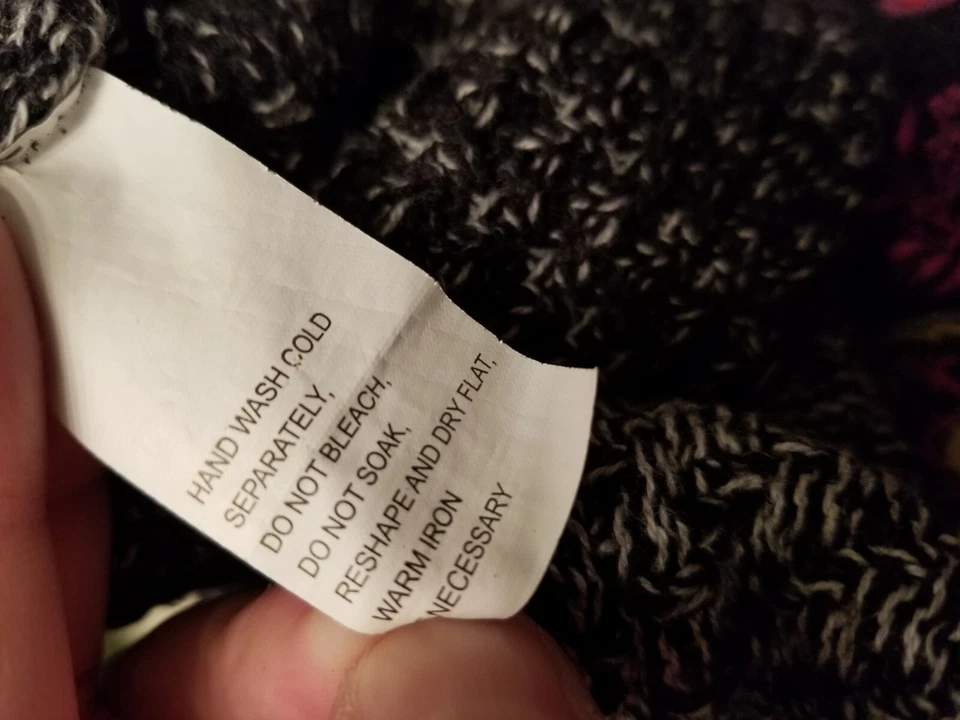 HAND WASH COLD
SEPARATELY,
DO NOT BLEACH,
DO NOT SOAK,
RESHAPE AND DRY FLAT,
WARM IRON
NECESSARY